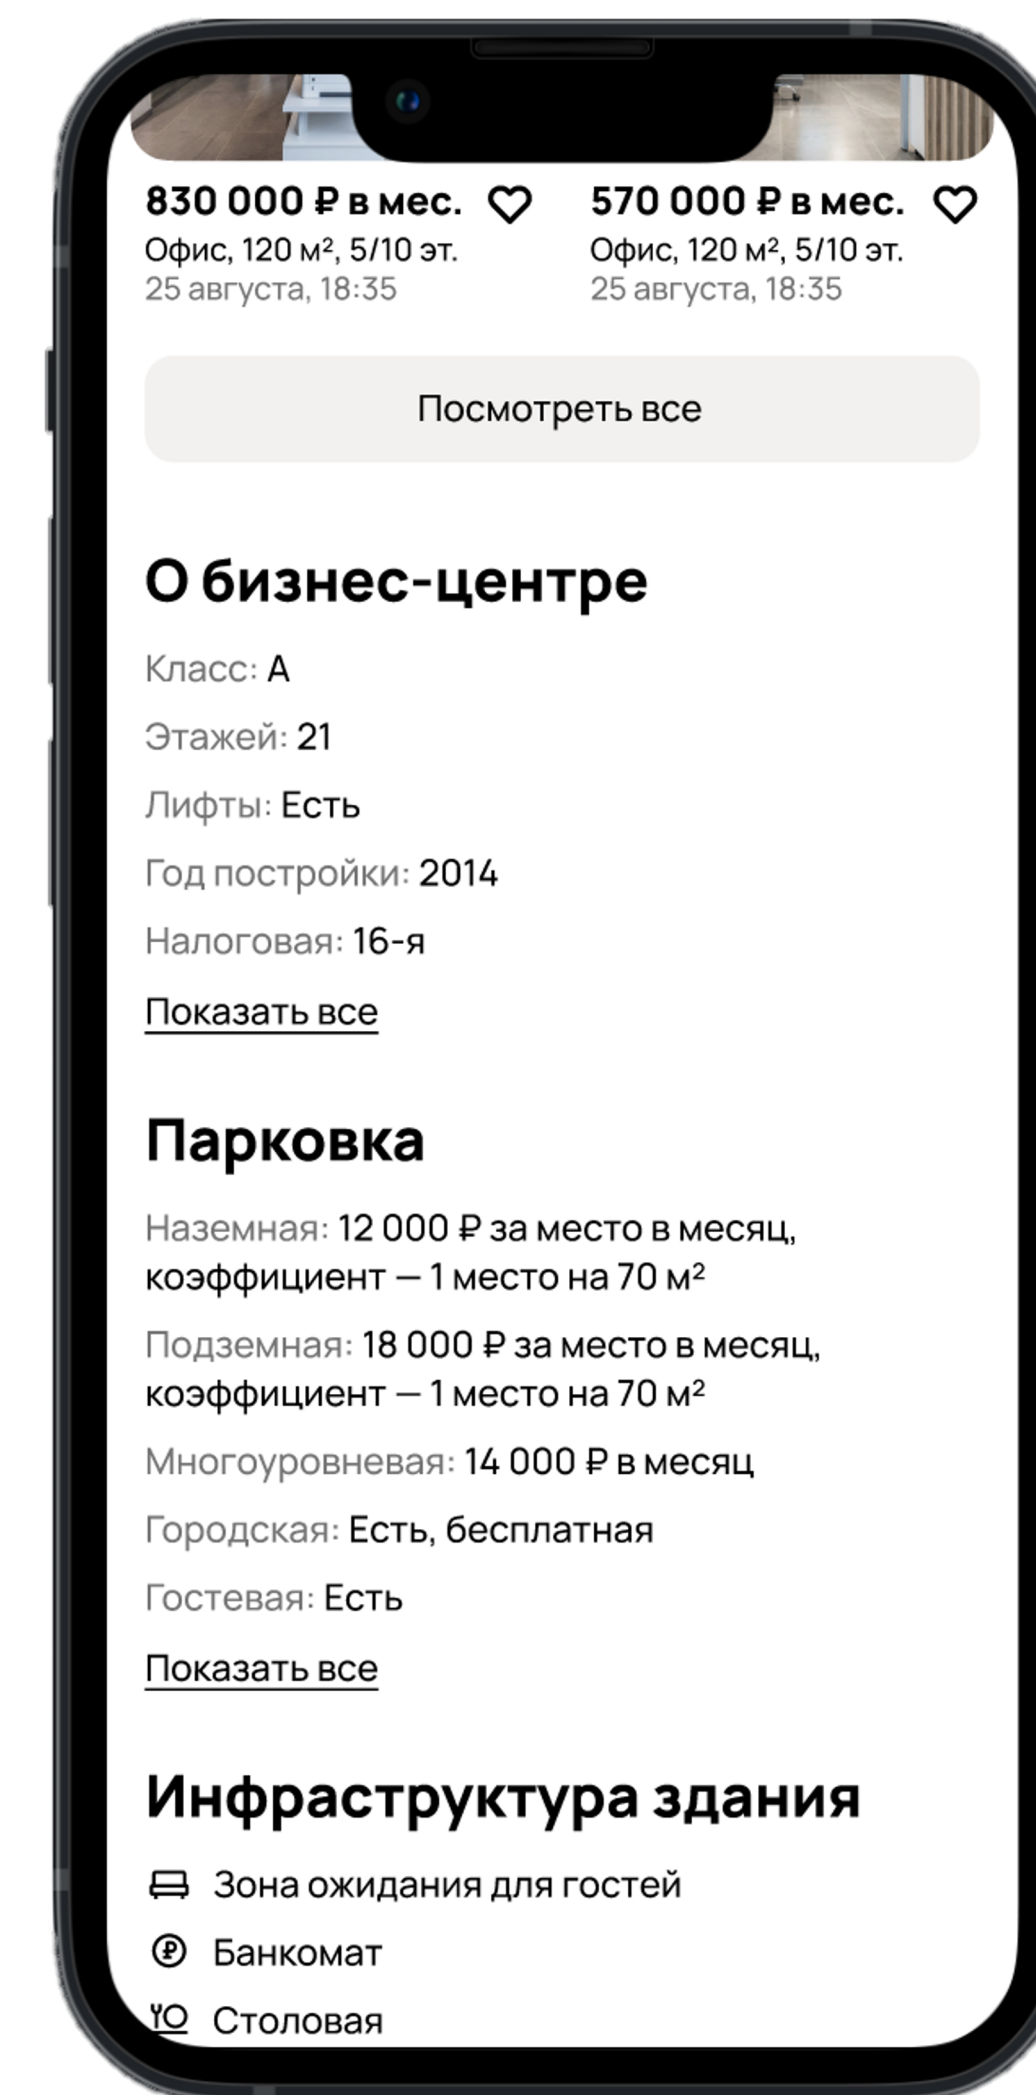 830 000 ₽ в мес.
570 000 ₽ в мес.
Офис, 120 м², 5/10 эт.
Офис, 120 м², 5/10 эт.
25 августа, 18:35
25 августа, 18:35
Посмотреть все
О бизнес-центре
Класс: А
Этажей: 21
Лифты: Есть
Год постройки: 2014
Налоговая: 16-я
Показать все
Парковка
Наземная: 12 000 ₽ за место в месяц,
коэффициент — 1 место на 70 м²
Подземная: 18 000 ₽ за место в месяц,
коэффициент — 1 место на 70 м²
Многоуровневая: 14 000 ₽ в месяц
Городская: Есть, бесплатная
Гостевая: Есть
Показать все
Инфраструктура здания
Зона ожидания для гостей
Банкомат
Столовая